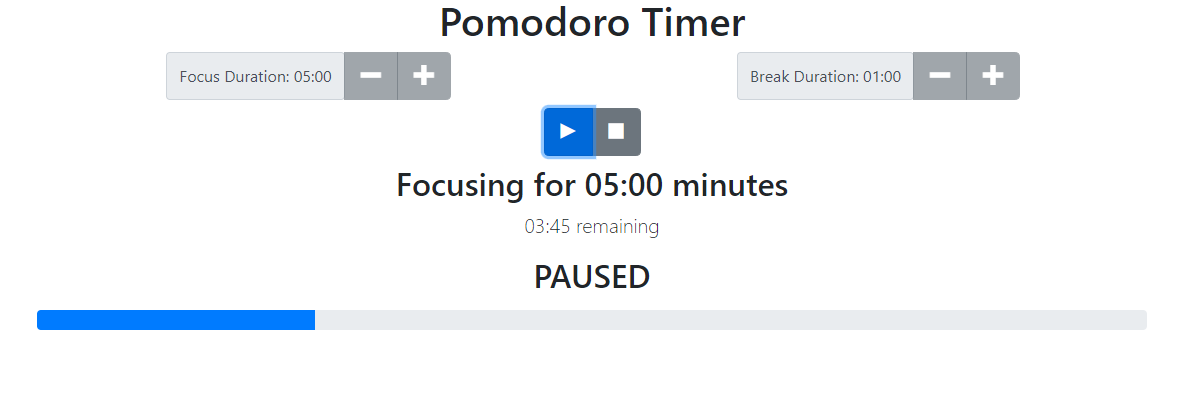 Pomodoro Timer
Focus Duration: 05:00
Break Duration: 01:00
Focusing for 05:00 minutes
03:45 remaining
PAUSED